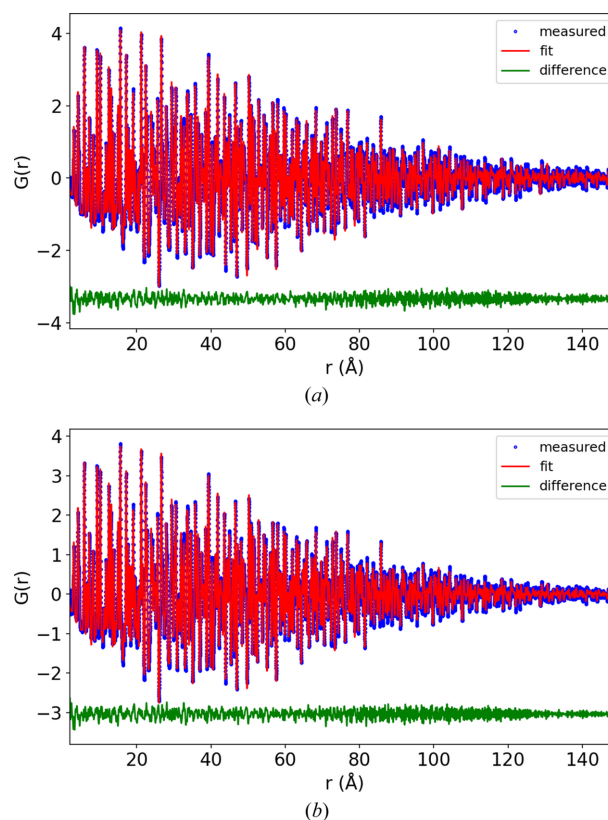 measured
fit
difference
G(r)
4
2
0
−2
−4
20 40 60 80 100 120 140
r (Å)
(a)
measured
fit
difference
G(r)
4
3
2
1
0
−1
−2
−3
20 40 60 80 100 120 140
r (Å)
(b)